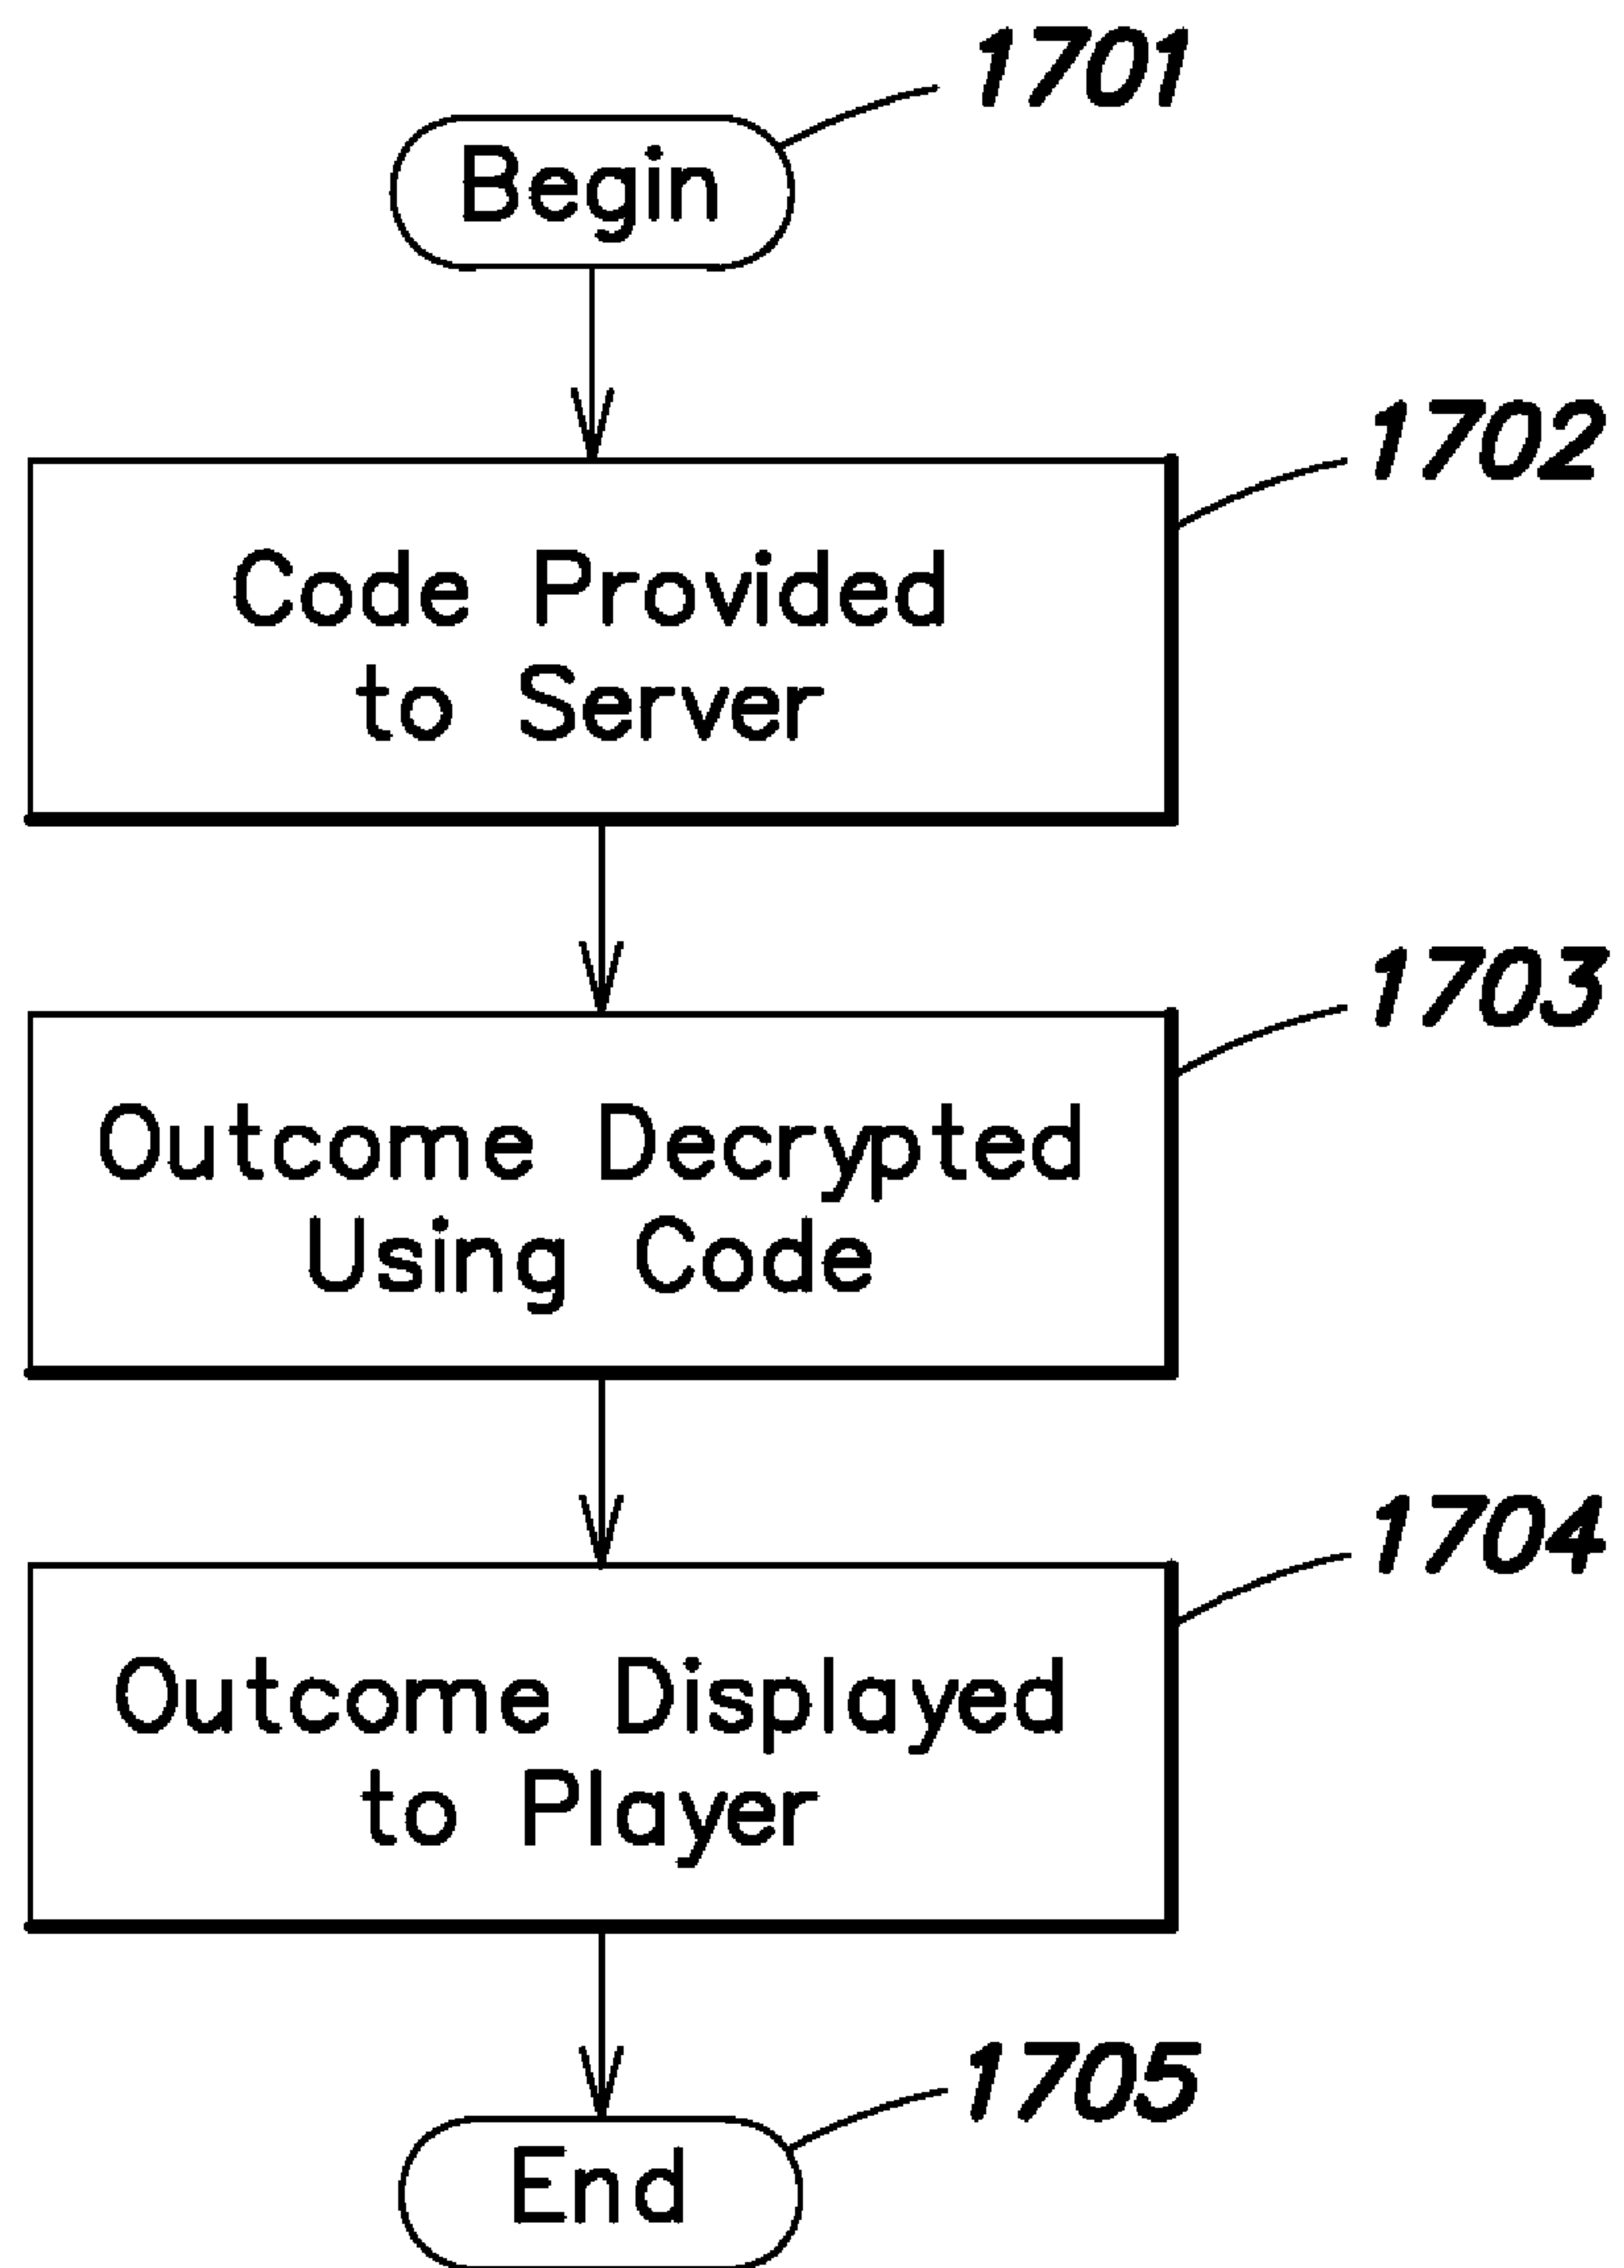 1701
Begin
1702
Code Provided
to Server
1703
Outcome Decrypted
Using Code
1704
Outcome Displayed
to Player
1705
End